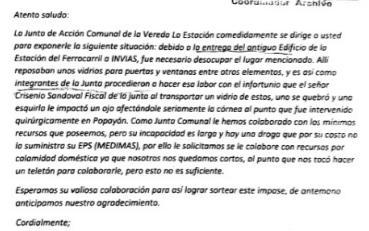 Coordinador Archivo
Atento saludo:
La Junta de Acción Comunal de la Vereda La Estación comedidamente se dirige a usted
para exponerle la siguiente situación: debido a la entrega del antiguo Edificio de la
Estación del Ferrocarril a INVIAS, fue necesario desocupar el lugar mencionado. Allí
reposaban unos vidrios para puertas y ventanas entre otros elementos, y es así como
integrantes de la Junta procedieron a hacer esa labor con el infortunio que el señor
Crisenio Sandoval Fiscal de la junta al transportar un vidrio de estos, uno se quebró y una
esquirla le impactó un ojo afectándole seriamente la córnea al punto que fue intervenido
quirúrgicamente en Popayán. Como Junta Comunal le hemos colaborado con los mínimos
recursos que poseemos, pero su incapacidad es larga y hay una droga que por su costo no
la suministra su EPS (MEDIMAS), por ello le solicitamos se le colabore con recursos por
calamidad doméstica ya que nosotros nos quedamos cortos, al punto que nos tocó hacer
un teletón para colaborarle, pero esto no es suficiente.
Esperamos su valiosa colaboración para así lograr sortear este impase, de antemano
anticipamos nuestro agradecimiento.
Cordialmente;